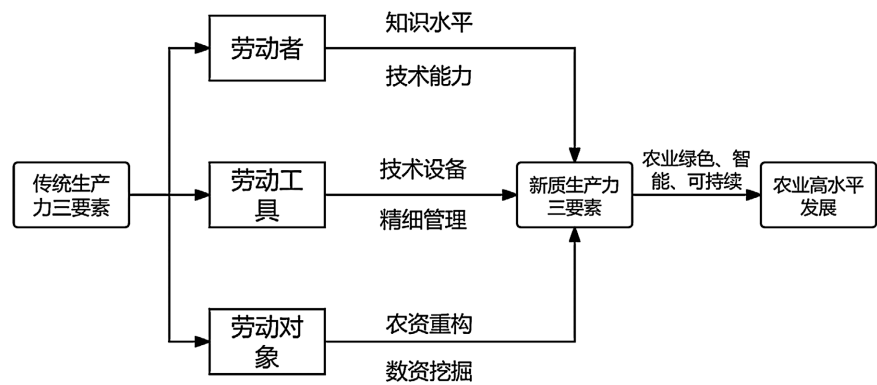 知识水平
劳动者
技术能力
传统生产
力三要素
技术设备
劳动工
具
精细管理
新质生产力
三要素
农业绿色、智
能、可持续
农业高水平
发展
农资重构
劳动对
象
数资挖掘